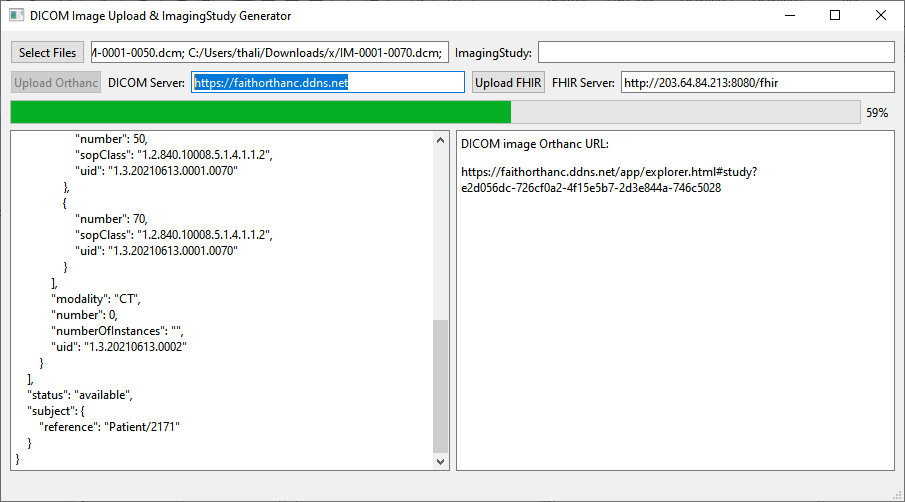 DICOM Image Upload & ImagingStudy Generator
Select Files
M-0001-0050.dcm; C:/Users/thali/Downloads/x/IM-0001-0070.dcm;
ImagingStudy:
Upload Orthanc
DICOM Server:
https://faithorthanc.ddns.net
Upload FHIR
FHIR Server:
http://203.64.84.213:8080/fhir
59%
"number": 50,
"sopClass": "1.2.840.10008.5.1.4.1.1.2",
"uid": "1.3.20210613.0001.0070"
},
{
"number": 70,
"sopClass": "1.2.840.10008.5.1.4.1.1.2",
"uid": "1.3.20210613.0001.0070"
}
],
"modality": "CT",
"number": 0,
"numberOfInstances": "",
"uid": "1.3.20210613.0002"
}
],
"status": "available",
"subject": {
"reference": "Patient/2171"
}
}
DICOM image Orthanc URL:
https://faithorthanc.ddns.net/app/explorer.html#study?
e2d056dc-726cf0a2-4f15e5b7-2d3e844a-746c5028